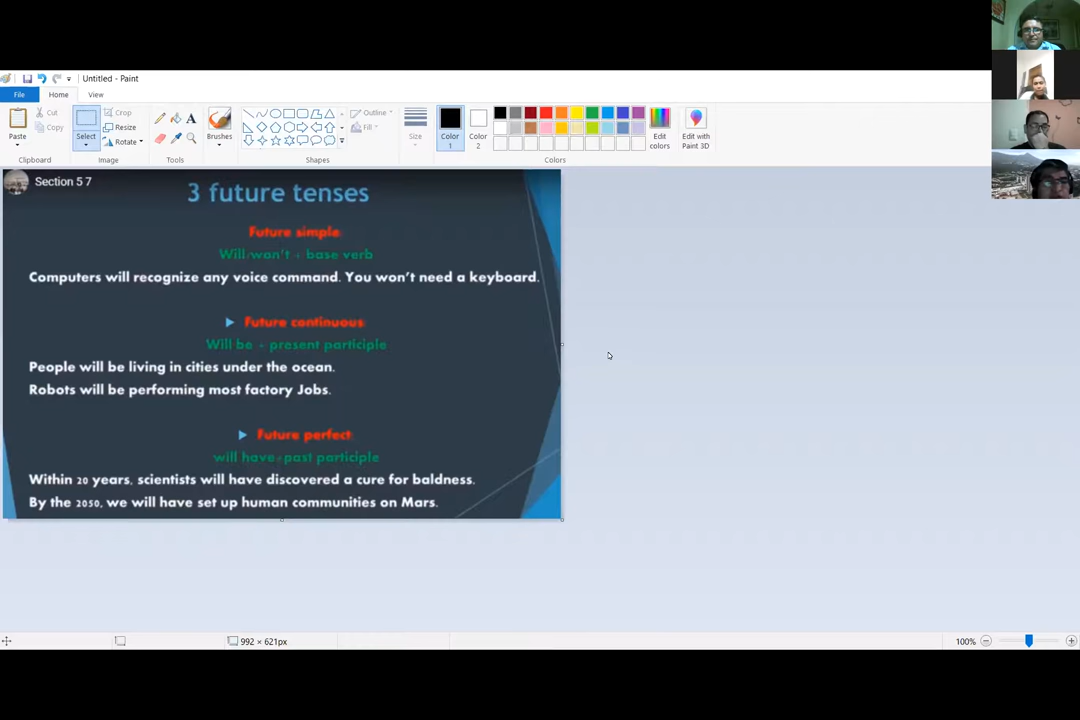 Untitled - Paint
File
Home
View
Paste
Cut
Copy
Clipboard
Select
Crop
Resize
Rotate
Image
Tools
Brushes
Outline
Fill
Shapes
Size
Color 1
Color 2
Edit colors
Edit with Paint 3D
Colors
Section 5 7
3 future tenses
Future simple:
Will/wan't + base verb
Computers will recognize any voice command. You won't need a keyboard.
Future continuous:
Will be + present participle
People will be living in cities under the ocean.
Robots will be performing most factory Jobs.
Future perfect:
will have+past participle
Within 20 years, scientists will have discovered a cure for baldness.
By the 2050, we will have set up human communities on Mars.
992 × 621px
100%